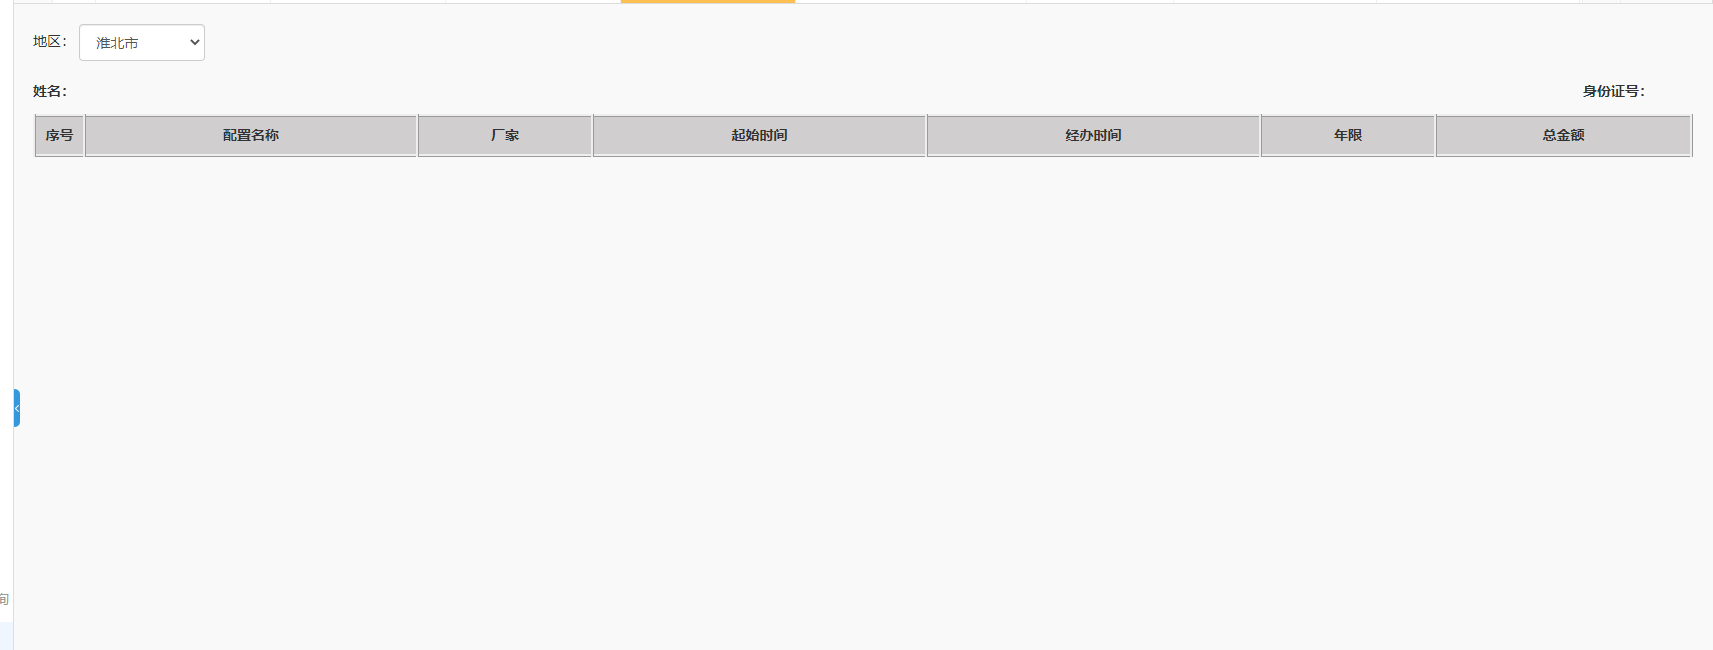 地区： 淮北市
姓名： 身份证号：
序号 配置名称 厂家 起始时间 经办时间 年限 总金额
询